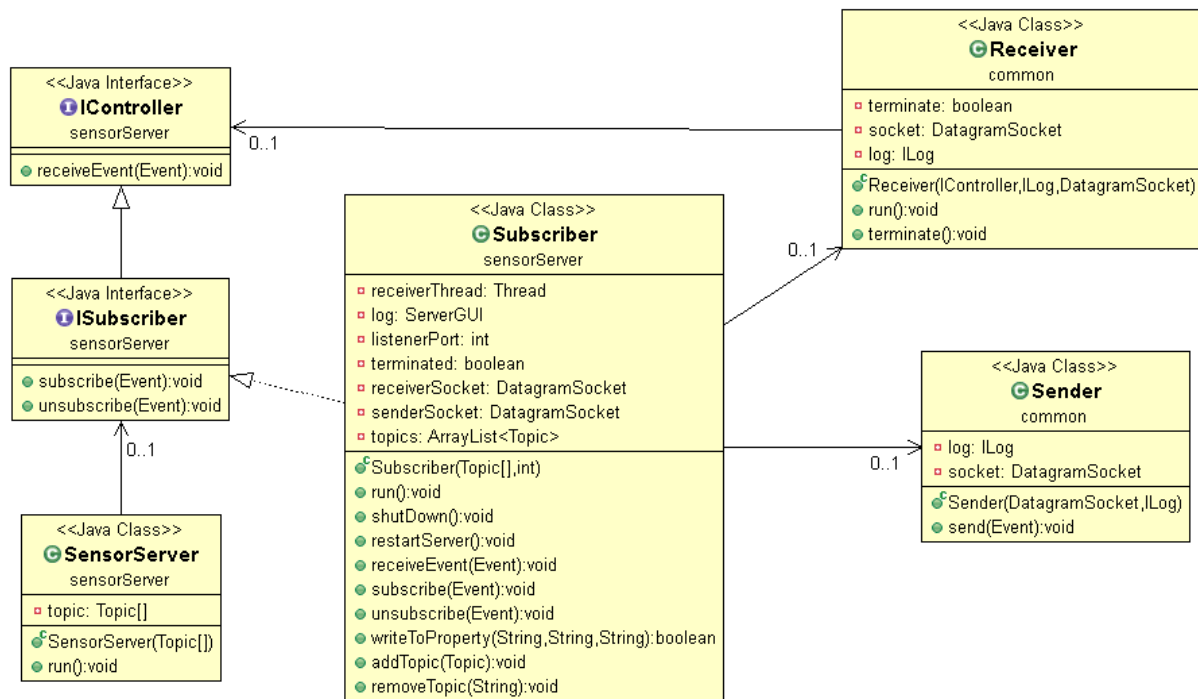 <<Java Interface>>
IController
sensorServer
receiveEvent(Event):void
0..1
<<Java Class>>
Receiver
common
terminate: boolean
socket: DatagramSocket
log: ILog
Receiver(IController,ILog,DatagramSocket)
run():void
terminate():void
0..1
<<Java Interface>>
ISubscriber
sensorServer
subscribe(Event):void
unsubscribe(Event):void
0..1
<<Java Class>>
Subscriber
sensorServer
receiverThread: Thread
log: ServerGUI
listenerPort: int
terminated: boolean
receiverSocket: DatagramSocket
senderSocket: DatagramSocket
topics: ArrayList<Topic>
Subscriber(Topic[],int)
run():void
shutDown():void
restartServer():void
receiveEvent(Event):void
subscribe(Event):void
unsubscribe(Event):void
writeToProperty(String,String,String):boolean
addTopic(Topic):void
removeTopic(String):void
<<Java Class>>
Sender
common
log: ILog
socket: DatagramSocket
Sender(DatagramSocket,ILog)
send(Event):void
0..1
<<Java Class>>
SensorServer
sensorServer
topic: Topic[]
SensorServer(Topic[])
run():void